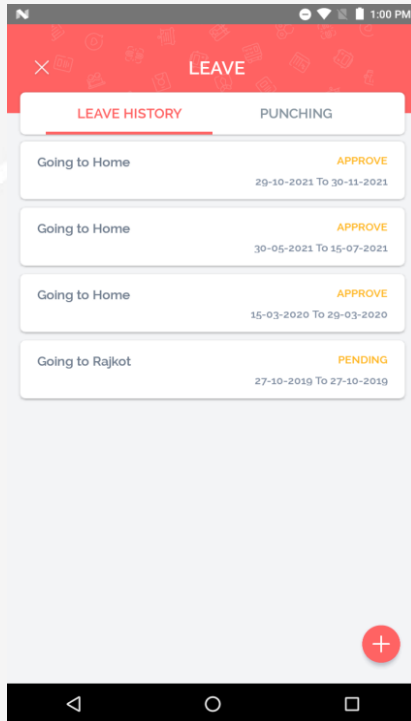 1:00 PM
LEAVE
LEAVE HISTORY PUNCHING
Going to Home APPROVE
29-10-2021 To 30-11-2021
Going to Home APPROVE
30-05-2021 To 15-07-2021
Going to Home APPROVE
15-03-2020 To 29-03-2020
Going to Rajkot PENDING
27-10-2019 To 27-10-2019